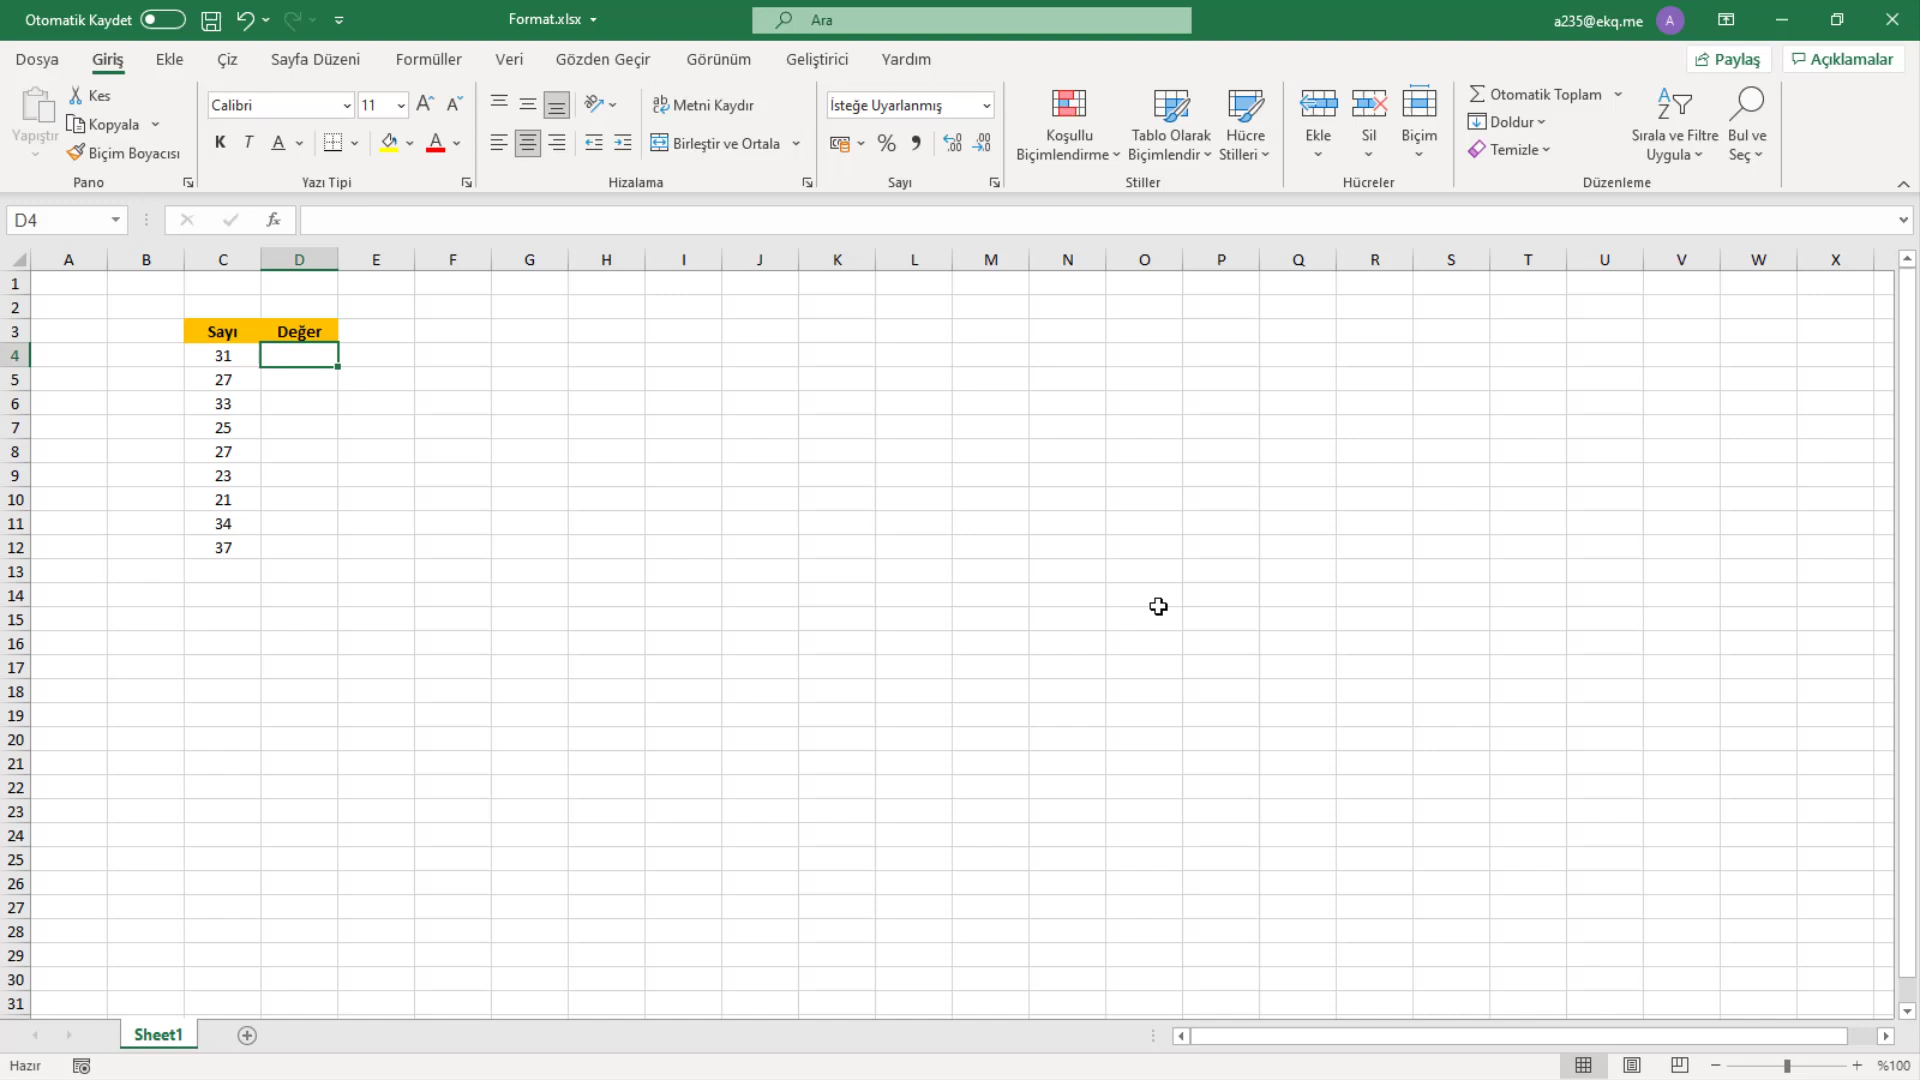 Otomatik Kaydet
Format.xlsx
Ara
a235@ekq.me
A
Dosya Giriş Ekle Çiz Sayfa Düzeni Formüller Veri Gözden Geçir Görünüm Geliştirici Yardım
Paylaş Açıklamalar
Yapıştır
Kes
Kopyala
Biçim Boyacısı
Pano
Calibri 11
K T A
Yazı Tipi
Metni Kaydır
Birleştir ve Ortala
Hizalama
İsteğe Uyarlanmış
Sayı
Koşullu
Biçimlendirme
Tablo Olarak
Biçimlendir
Hücre
Stilleri
Stiller
Ekle
Sil
Biçim
Hücreler
Otomatik Toplam
Doldur
Temizle
Sırala ve Filtre
Uygula
Bul ve
Seç
Düzenleme
D4
fx
A B C D E F G H I J K L M N O P Q R S T U V W X
1
2
3 Sayı Değer
4 31
5 27
6 33
7 25
8 27
9 23
10 21
11 34
12 37
13
14
15
16
17
18
19
20
21
22
23
24
25
26
27
28
29
30
31
Sheet1
Hazır
%100